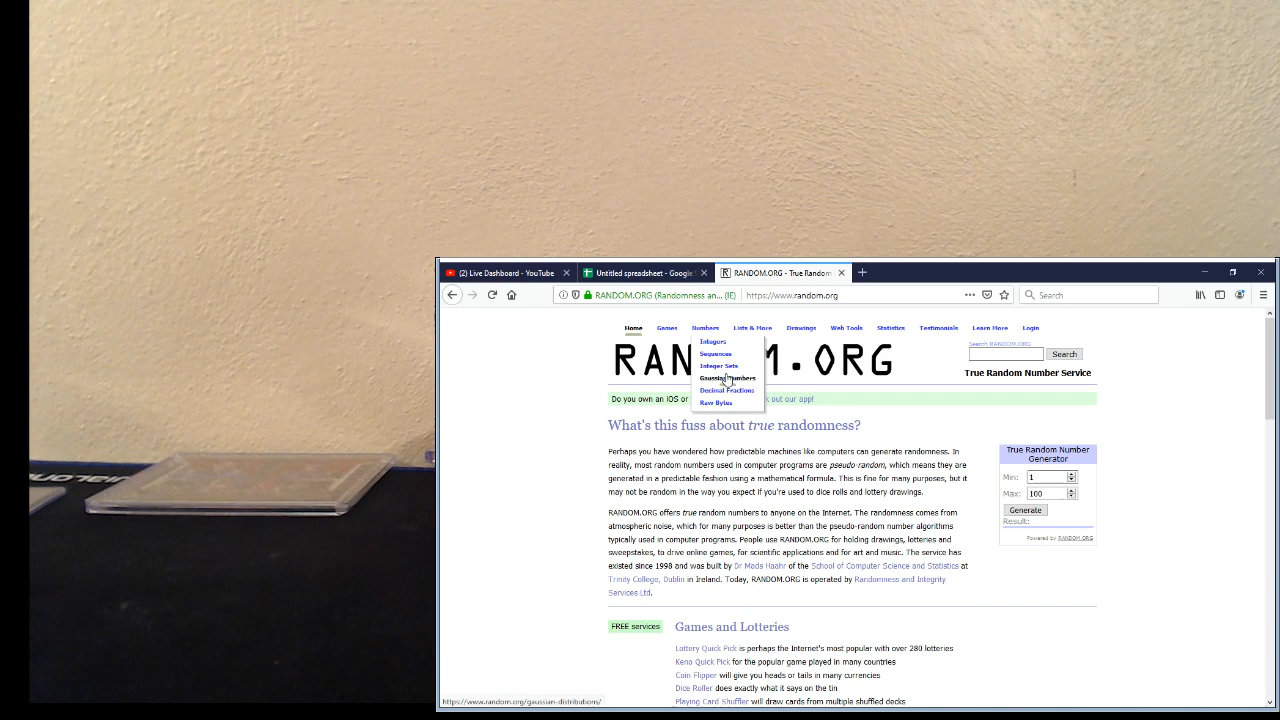 (2) Live Dashboard - YouTube
Untitled spreadsheet - Google
RANDOM.ORG - True Random
RANDOM.ORG (Randomness an... (IE)
https://www.random.org
Search
Home Games Numbers Lists & More Drawings Web Tools Statistics Testimonials Learn More Login
Integers
Sequences
Integer Sets
Gaussian Numbers
Decimal Fractions
Raw Bytes
Search RANDOM.ORG
Search
True Random Number Service
Do you own an iOS or
out our app!
What's this fuss about true randomness?
Perhaps you have wondered how predictable machines like computers can generate randomness. In
reality, most random numbers used in computer programs are pseudo-random, which means they are
generated in a predictable fashion using a mathematical formula. This is fine for many purposes, but it
may not be random in the way you expect if you're used to dice rolls and lottery drawings.
RANDOM.ORG offers true random numbers to anyone on the Internet. The randomness comes from
atmospheric noise, which for many purposes is better than the pseudo-random number algorithms
typically used in computer programs. People use RANDOM.ORG for holding drawings, lotteries and
sweepstakes, to drive online games, for scientific applications and for art and music. The service has
existed since 1998 and was built by Dr Mads Haahr of the School of Computer Science and Statistics at
Trinity College, Dublin in Ireland. Today, RANDOM.ORG is operated by Randomness and Integrity
Services Ltd.
True Random Number
Generator
Min: 1
Max: 100
Generate
Result:
Powered by RANDOM.ORG
FREE services
Games and Lotteries
Lottery Quick Pick is perhaps the Internet's most popular with over 280 lotteries
Keno Quick Pick for the popular game played in many countries
Coin Flipper will give you heads or tails in many currencies
Dice Roller does exactly what it says on the tin
Playing Card Shuffler will draw cards from multiple shuffled decks
https://www.random.org/gaussian-distributions/